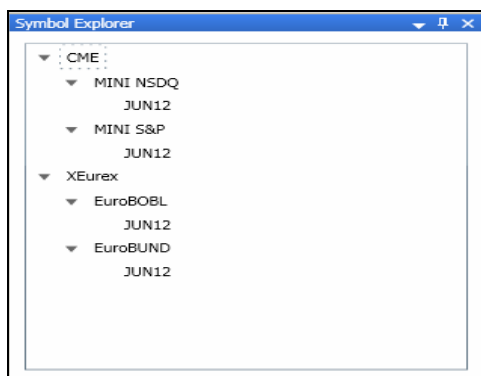 Symbol Explorer
CME
MINI NSDQ
JUN12
MINI S&P
JUN12
XEurex
EuroBOBL
JUN12
EuroBUND
JUN12